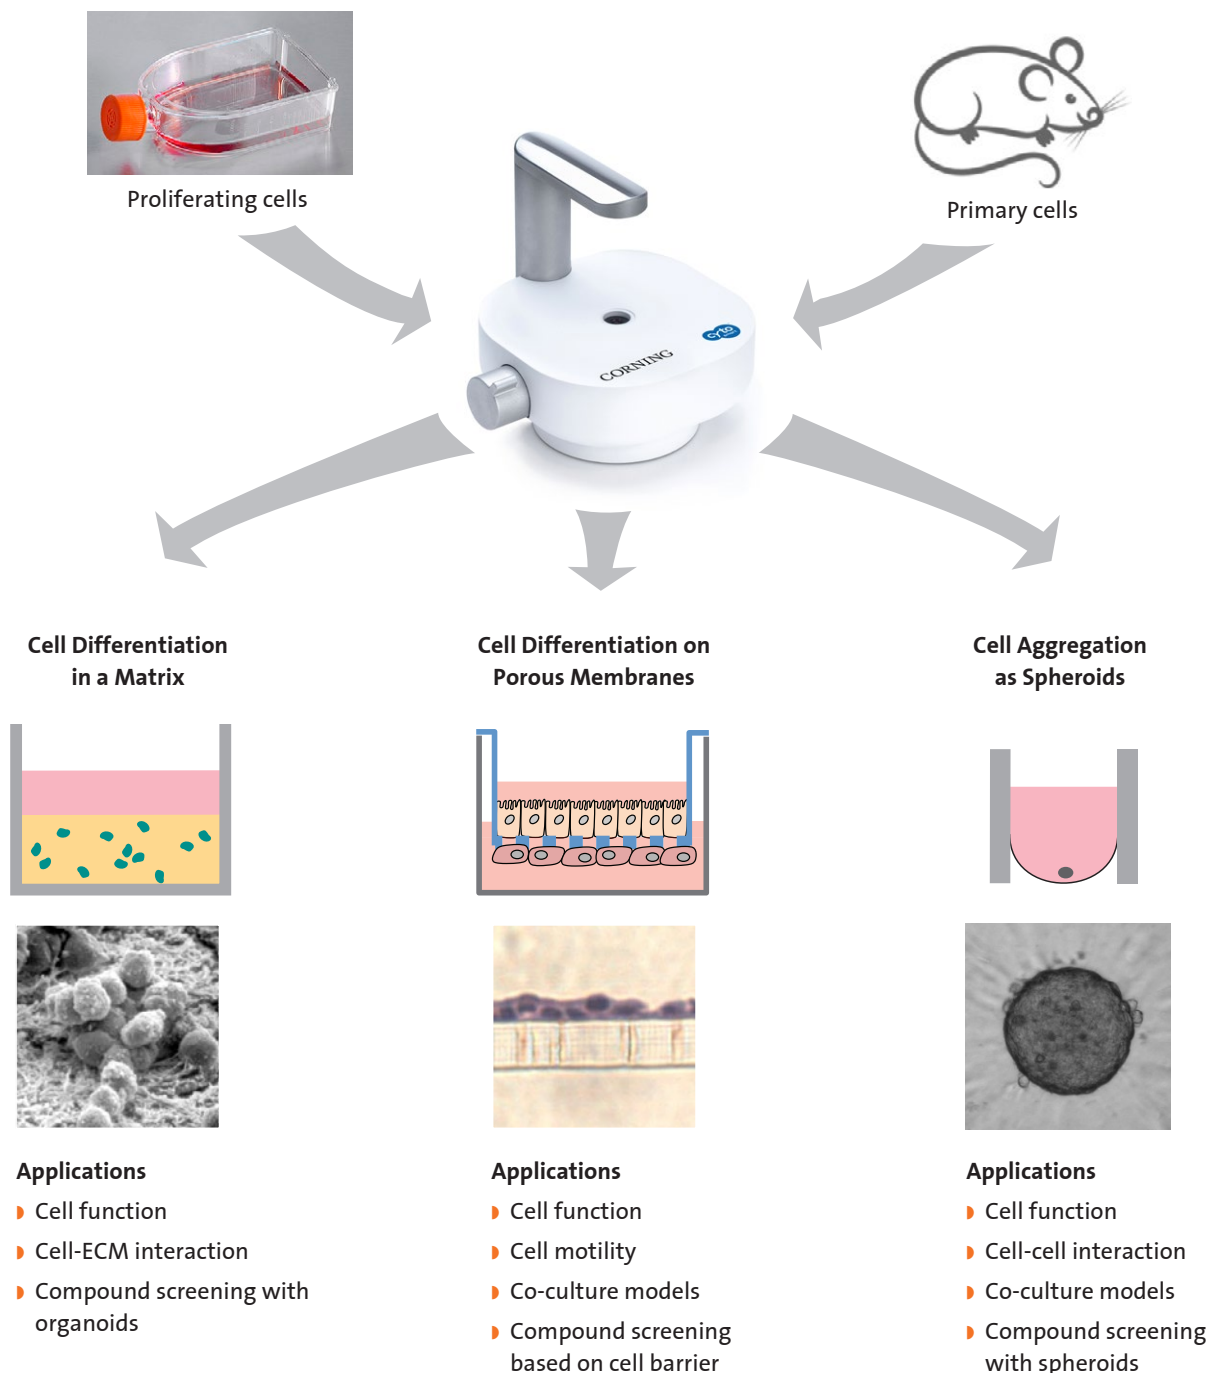 Proliferating cells
Primary cells
cyto
CORNING
Cell Differentiation
in a Matrix
Cell Differentiation on
Porous Membranes
Cell Aggregation
as Spheroids
Applications
Cell function
Cell-ECM interaction
Compound screening with
organoids
Applications
Cell function
Cell motility
Co-culture models
Compound screening
based on cell barrier
Applications
Cell function
Cell-cell interaction
Co-culture models
Compound screening
with spheroids